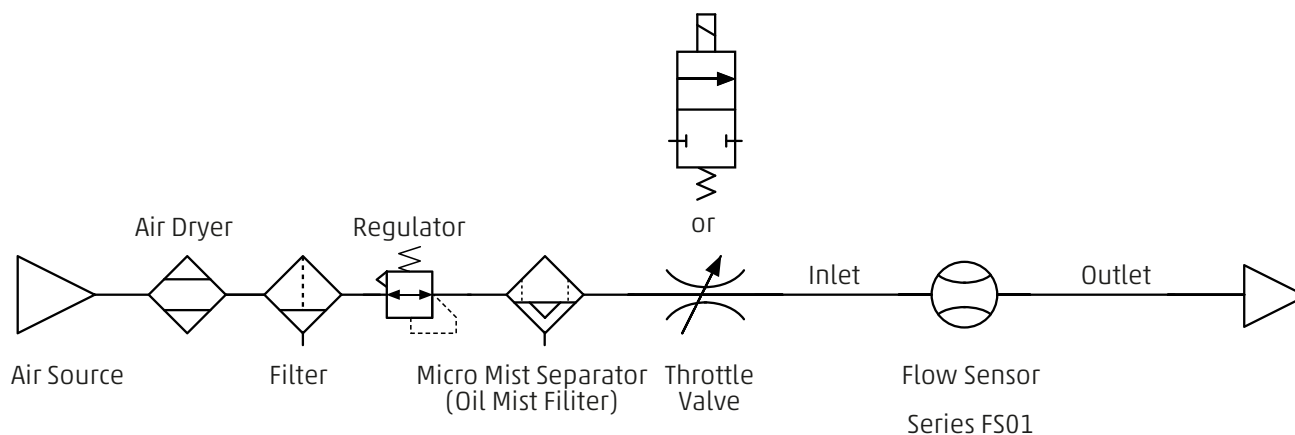 or
Air Dryer
Regulator
Inlet
Outlet
Air Source
Filter
Micro Mist Separator
(Oil Mist Filiter)
Throttle
Valve
Flow Sensor
Series FS01